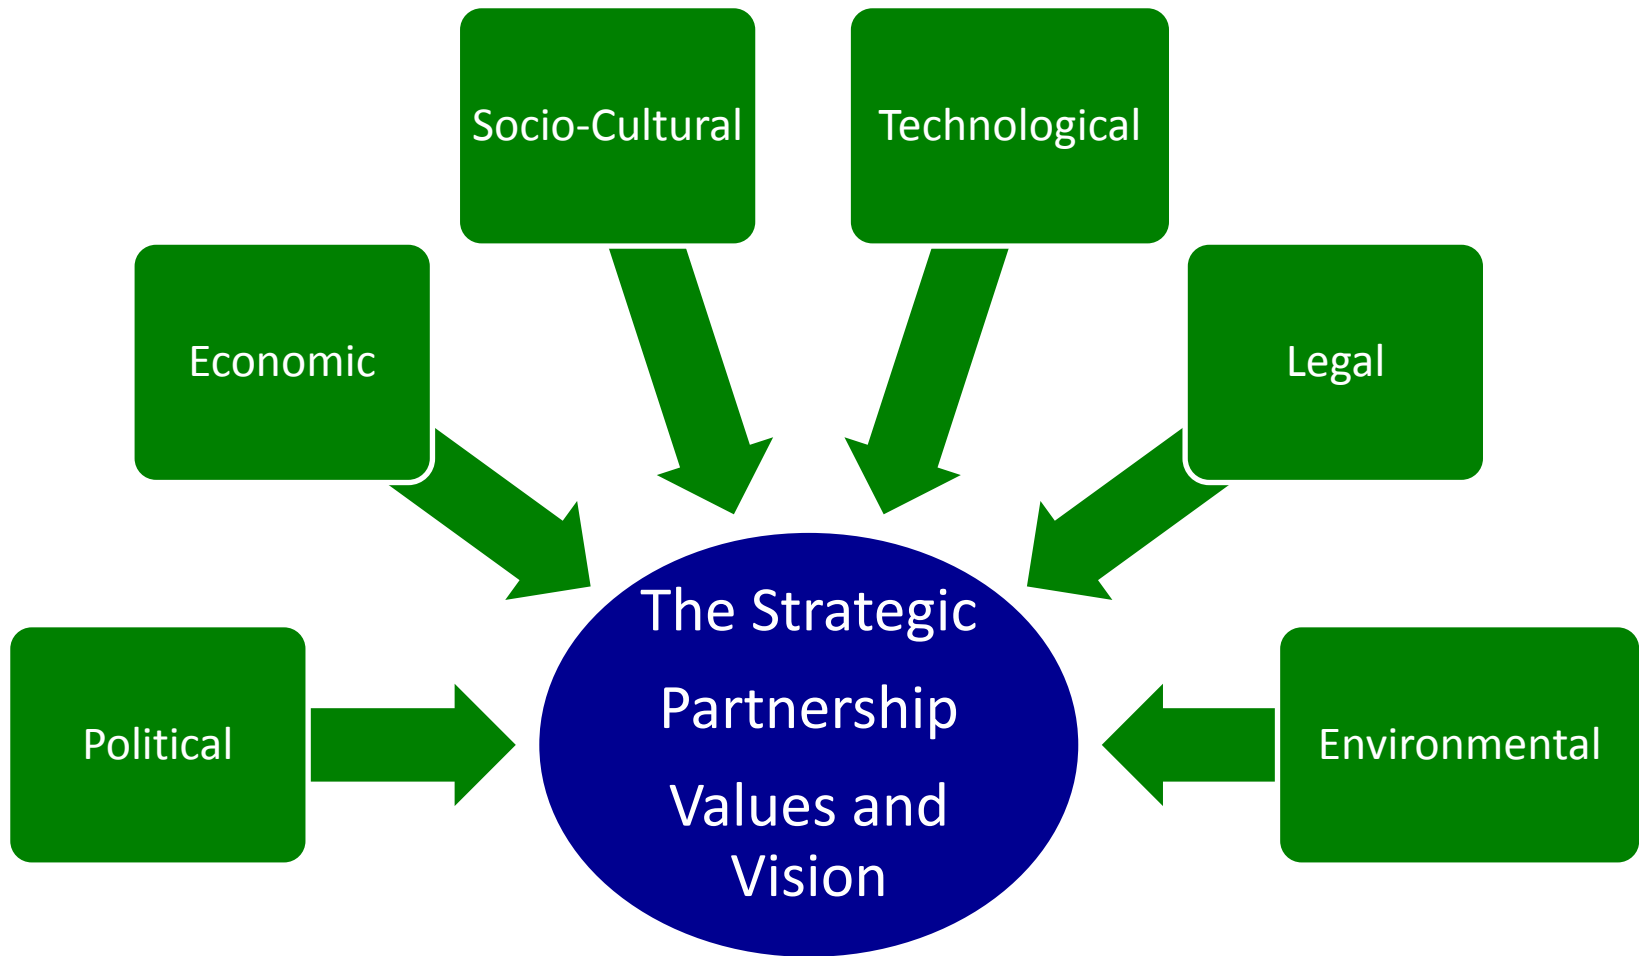 Socio-Cultural
Technological
Economic
Legal
The Strategic
Partnership
Values and
Vision
Political
Environmental